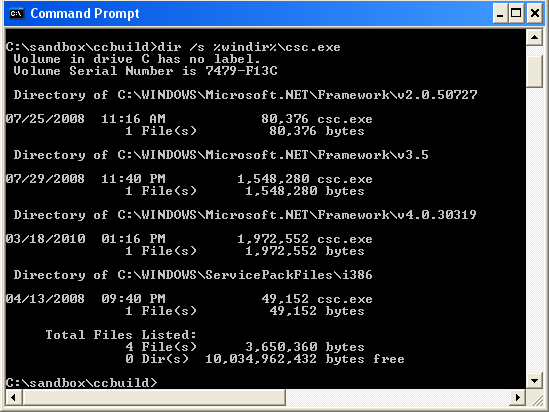 Command Prompt
C:\sandbox\ccbuild>dir /s %windir%\csc.exe
 Volume in drive C has no label.
 Volume Serial Number is 7479-F13C
 Directory of C:\WINDOWS\Microsoft.NET\Framework\v2.0.50727
07/25/2008  11:16 AM            80,376 csc.exe
               1 File(s)         80,376 bytes
 Directory of C:\WINDOWS\Microsoft.NET\Framework\v3.5
07/29/2008  11:40 PM         1,548,280 csc.exe
               1 File(s)      1,548,280 bytes
 Directory of C:\WINDOWS\Microsoft.NET\Framework\v4.0.30319
03/18/2010  01:16 PM         1,972,552 csc.exe
               1 File(s)      1,972,552 bytes
 Directory of C:\WINDOWS\ServicePackFiles\i386
04/13/2008  09:40 PM            49,152 csc.exe
               1 File(s)         49,152 bytes
     Total Files Listed:
               4 File(s)      3,650,360 bytes
               0 Dir(s)  10,034,962,432 bytes free
C:\sandbox\ccbuild>